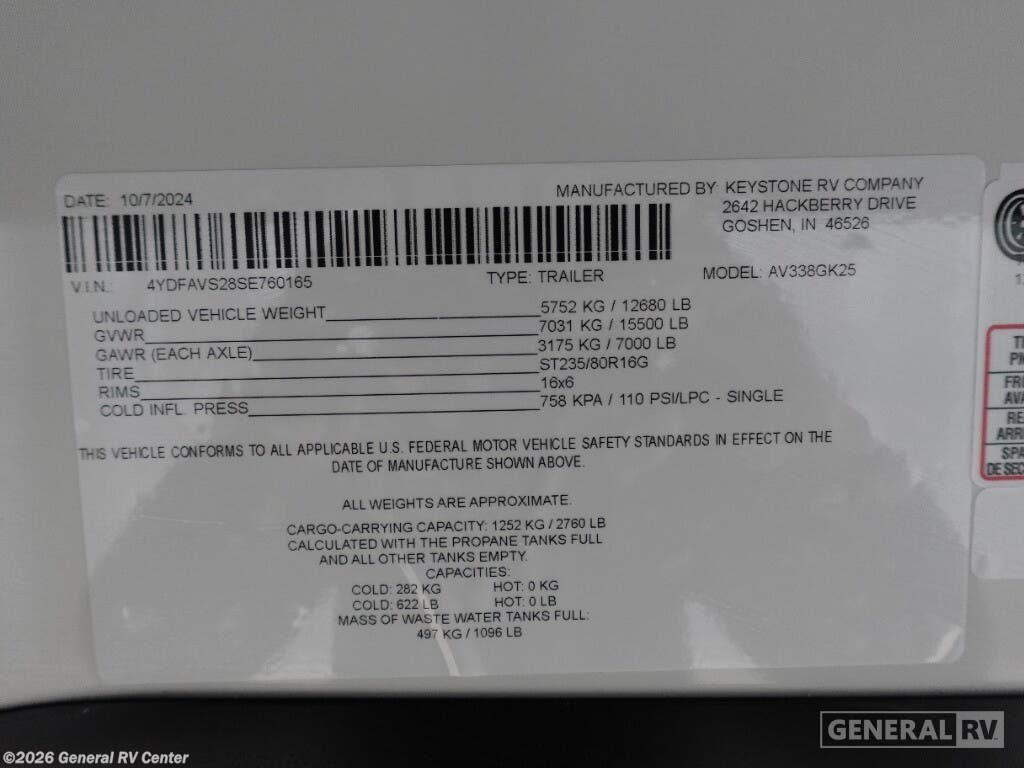 DATE: 10/7/2024
MANUFACTURED BY: KEYSTONE RV COMPANY
2642 HACKBERRY DRIVE
GOSHEN, IN 46526
V.I.N.: 4YDFAVS28SE760165 TYPE: TRAILER MODEL: AV338GK25
UNLOADED VEHICLE WEIGHT 5752 KG / 12680 LB
GVWR 7031 KG / 15500 LB
GAWR (EACH AXLE) 3175 KG / 7000 LB
TIRE ST235/80R16G
RIMS 16x6
COLD INFL. PRESS 758 KPA / 110 PSI/LPC - SINGLE
THIS VEHICLE CONFORMS TO ALL APPLICABLE U.S. FEDERAL MOTOR VEHICLE SAFETY STANDARDS IN EFFECT ON THE
DATE OF MANUFACTURE SHOWN ABOVE.
ALL WEIGHTS ARE APPROXIMATE.
CARGO-CARRYING CAPACITY: 1252 KG / 2760 LB
CALCULATED WITH THE PROPANE TANKS FULL
AND ALL OTHER TANKS EMPTY.
CAPACITIES:
COLD: 282 KG HOT: 0 KG
COLD: 622 LB HOT: 0 LB
MASS OF WASTE WATER TANKS FULL:
497 KG / 1096 LB
GENERAL RV
©2026 General RV Center